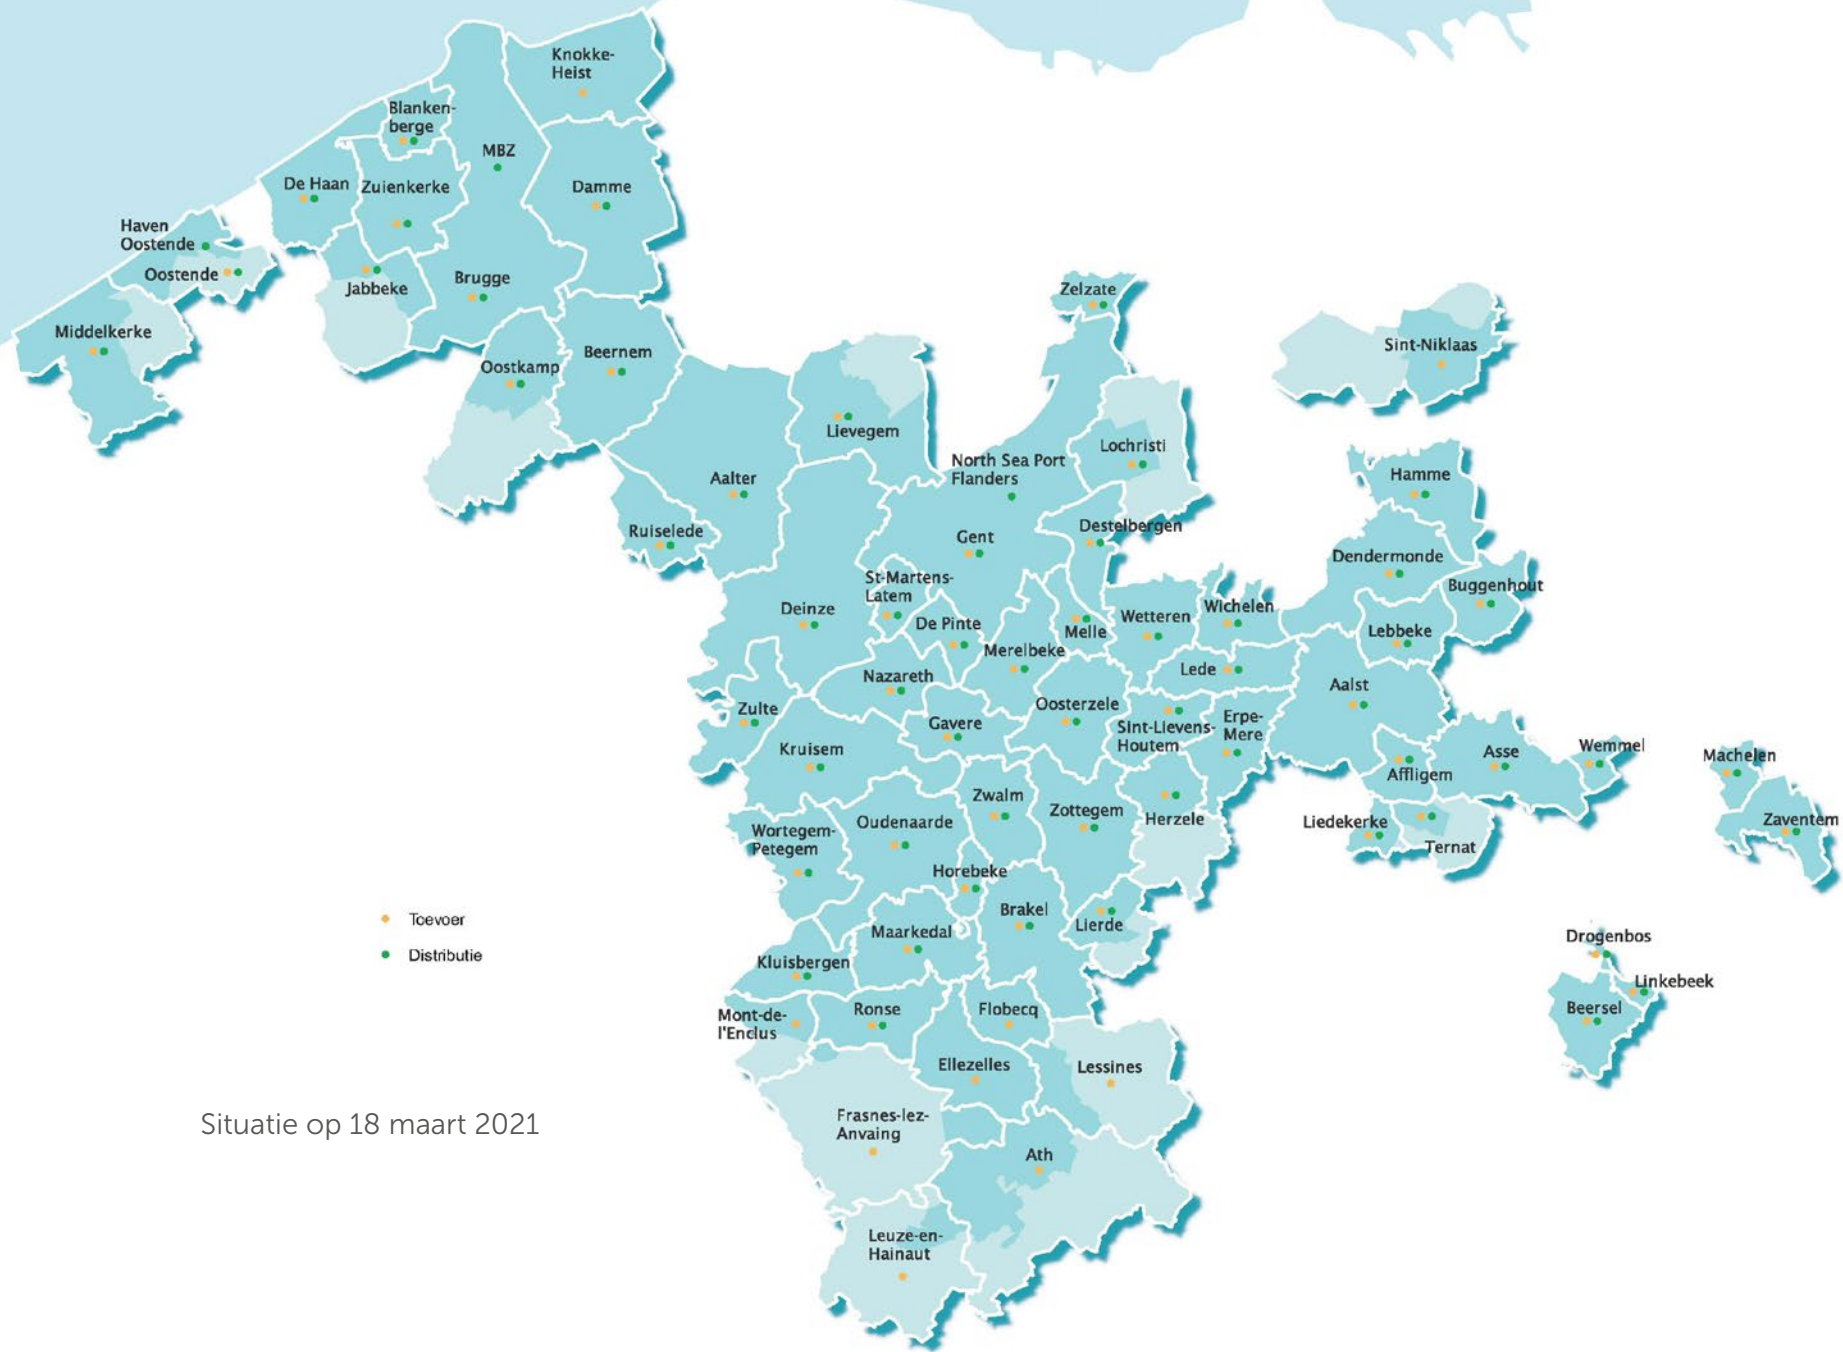 Knokke-
Heist
Blanken-
berge
MBZ
De Haan
Zuienkerke
Damme
Haven
Oostende
Oostende
Jabbeke
Brugge
Middelkerke
Oostkamp
Beernem
Zelzate
Sint-Niklaas
Lievegem
Lochristi
North Sea Port
Flanders
Aalter
Hamme
Ruiselede
Destelbergen
Gent
Dendermonde
St-Martens-
Latem
Buggenhout
Deinze
De Pinte
Wetteren
Wichelen
Melle
Lebbeke
Merelbeke
Nazareth
Lede
Aalst
Zulte
Gavere
Oosterzele
Sint-Lievens-
Houtem
Erpe-
Mere
Kruisem
Asse
Wemmel
Affligem
Machelen
Zwalm
Zottegem
Herzele
Oudenaarde
Wortegem-
Petegem
Liedekerke
Ternat
Zaventem
Horebeke
Brakel
Lierde
Toevoer
Maarkedal
Distributie
Kluisbergen
Drogenbos
Linkebeek
Beersel
Mont-de-
l'Enclus
Ronse
Flobecq
Ellezelles
Lessines
Situatie op 18 maart 2021
Frasnes-lez-
Anvaing
Ath
Leuze-en-
Hainaut